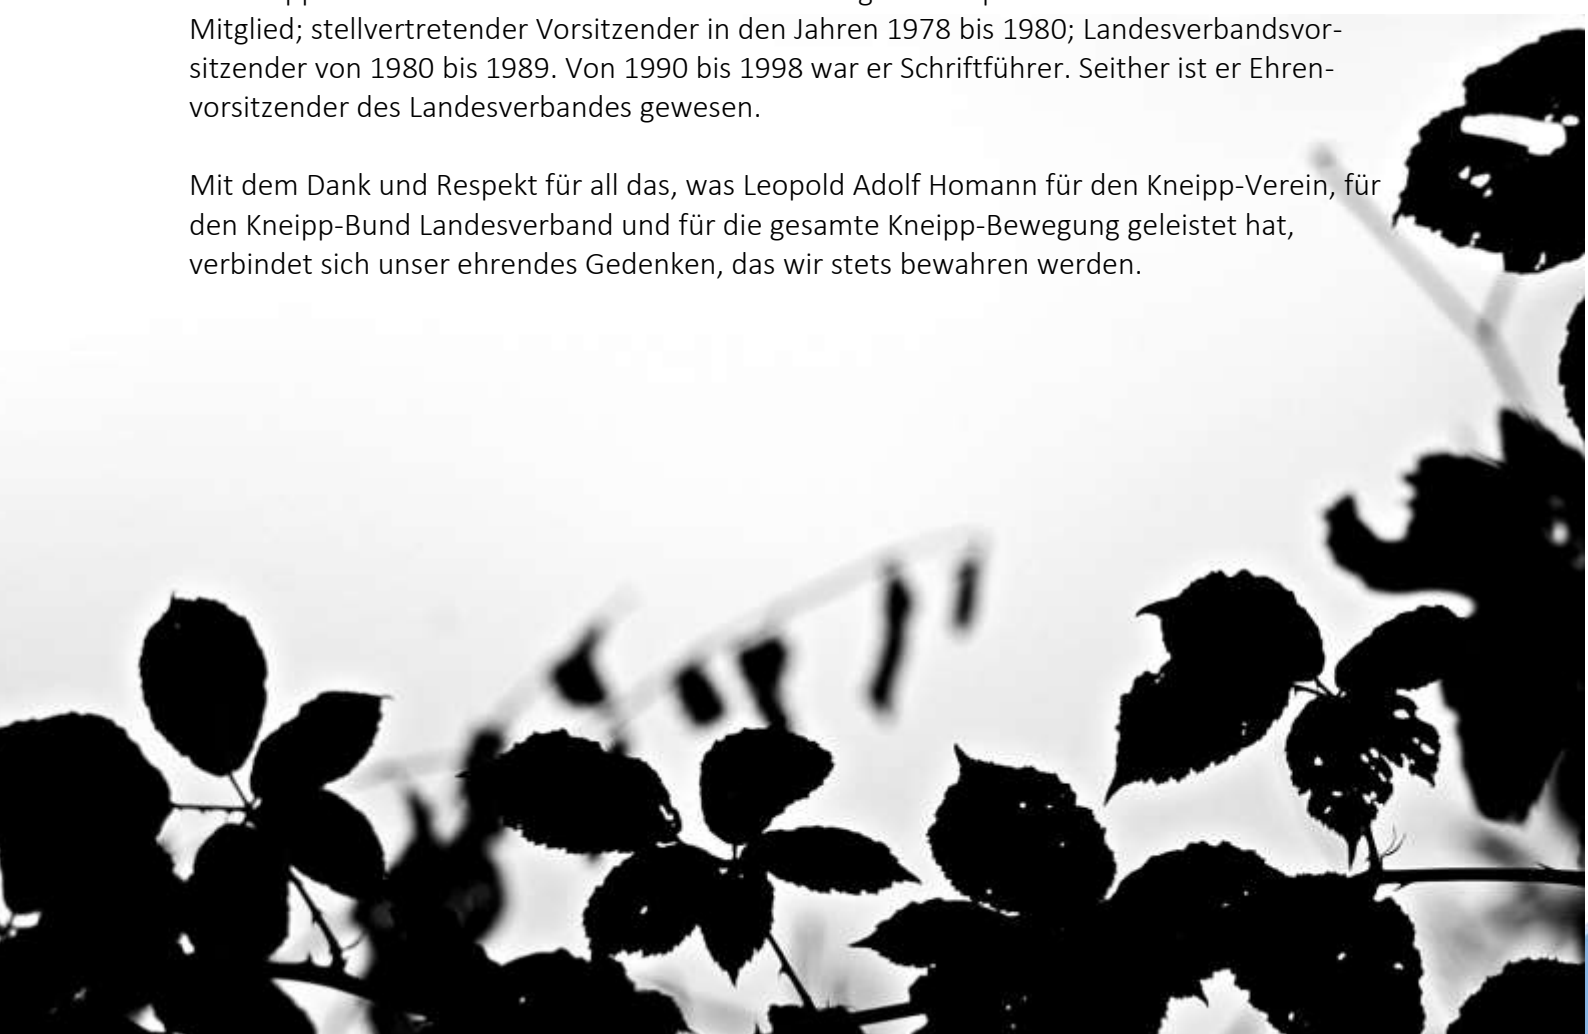 Mitglied; stellvertretender Vorsitzender in den Jahren 1978 bis 1980; Landesverbandsvor-
sitzender von 1980 bis 1989. Von 1990 bis 1998 war er Schriftführer. Seither ist er Ehren-
vorsitzender des Landesverbandes gewesen.
Mit dem Dank und Respekt für all das, was Leopold Adolf Homann für den Kneipp-Verein, für
den Kneipp-Bund Landesverband und für die gesamte Kneipp-Bewegung geleistet hat,
verbindet sich unser ehrendes Gedenken, das wir stets bewahren werden.